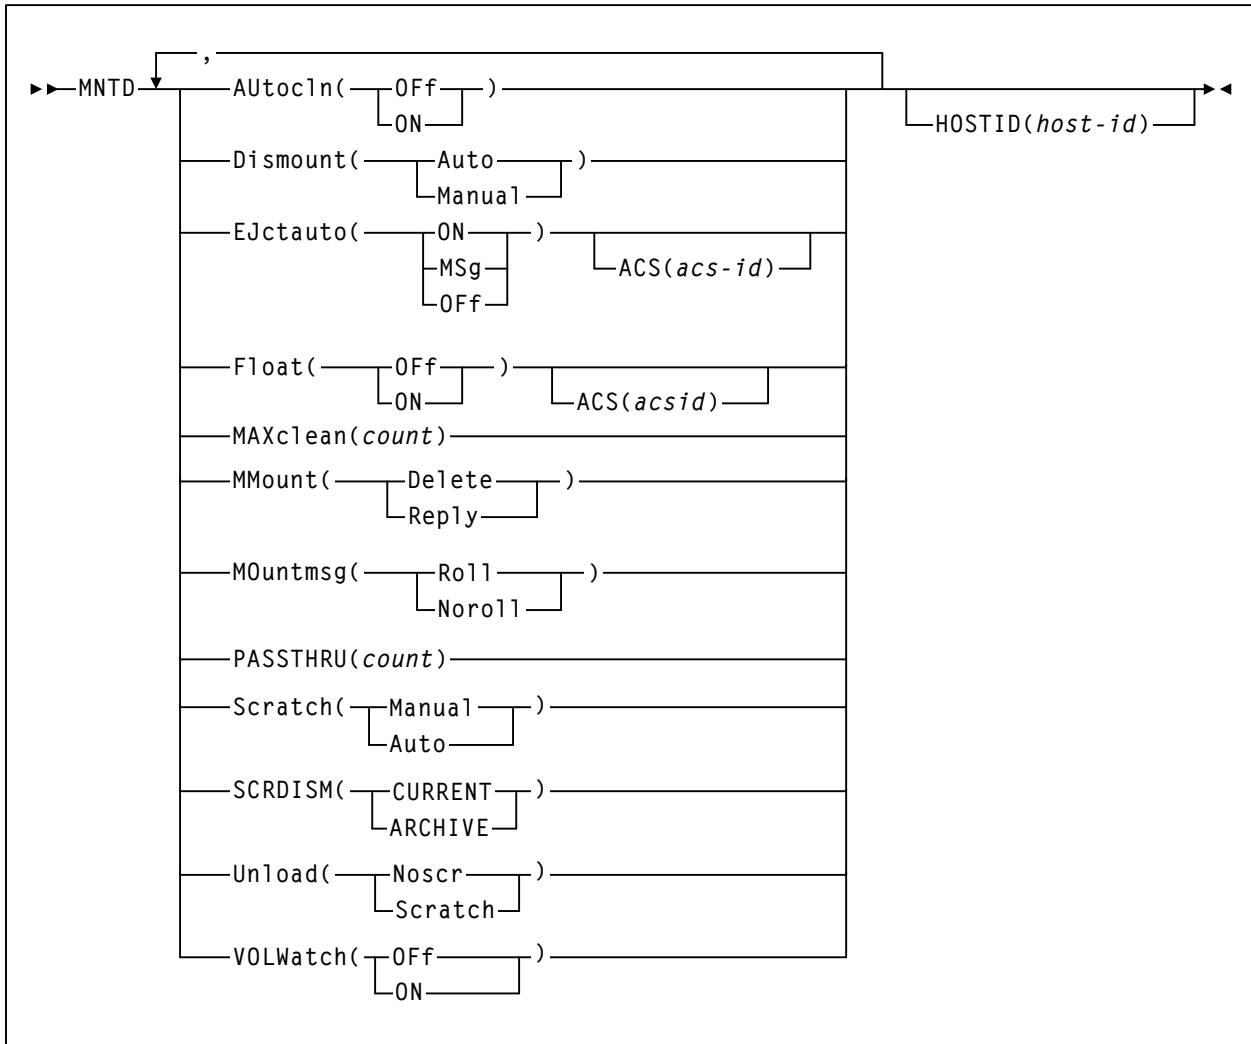 ,
MNTD AUtocln( OFf )
ON
HOSTID(host-id)
Dismount( Auto )
Manual
EJctauto( ON )
MSg
ACS(acs-id)
OFf
Float( OFf )
ON
ACS(acsid)
MAXclean(count)
MMount( Delete )
Reply
MOuntmsg( Roll )
Noroll
PASSTHRU(count)
Scratch( Manual )
Auto
SCRDISM( CURRENT )
ARCHIVE
Unload( Noscr )
Scratch
VOLWatch( OFf )
ON